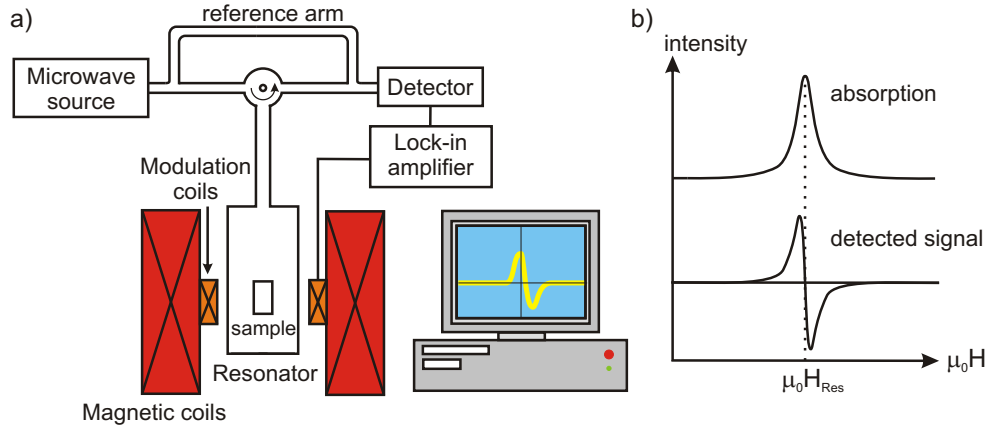 a)
reference arm
Microwave
source
Detector
Lock-in
amplifier
Modulation
coils
sample
Resonator
Magnetic coils
b)
intensity
absorption
detected signal
μ₀H
μ₀H_Res